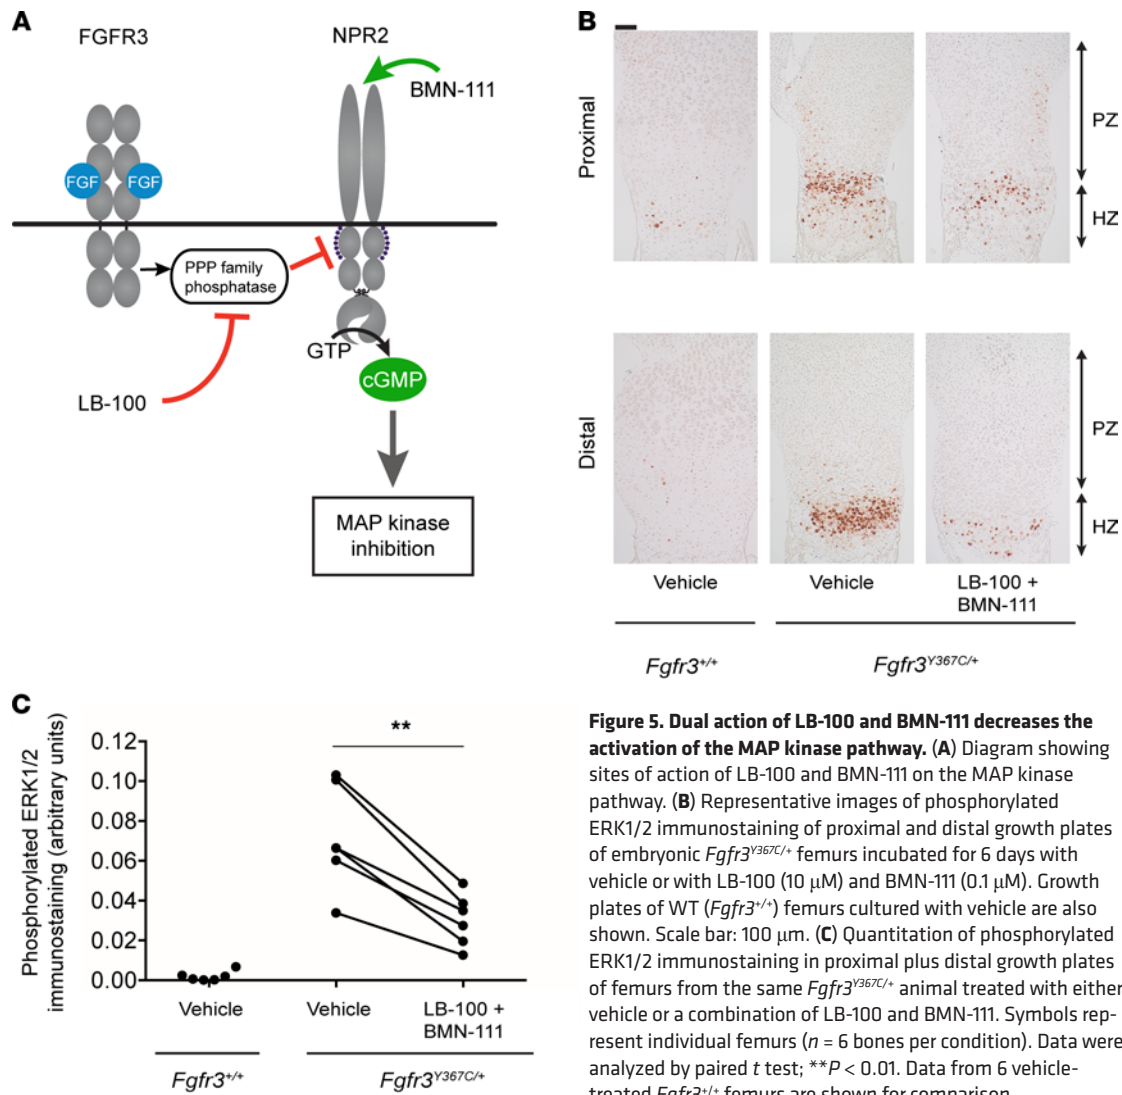 A
FGFR3
NPR2
BMN-111
FGF
FGF
PPP family
phosphatase
GTP
cGMP
LB-100
MAP kinase
inhibition
B
Proximal
PZ
HZ
Distal
PZ
HZ
Vehicle
Vehicle
LB-100 +
BMN-111
Fgfr3+/+
Fgfr3Y367C/+
C
Phosphorylated ERK1/2
immunostaining (arbitrary units)
0.12
0.10
0.08
0.06
0.04
0.02
0.00
**
Vehicle
Vehicle
LB-100 +
BMN-111
Fgfr3+/+
Fgfr3Y367C/+
Figure 5. Dual action of LB-100 and BMN-111 decreases the
activation of the MAP kinase pathway. (A) Diagram showing
sites of action of LB-100 and BMN-111 on the MAP kinase
pathway. (B) Representative images of phosphorylated
ERK1/2 immunostaining of proximal and distal growth plates
of embryonic Fgfr3Y367C/+ femurs incubated for 6 days with
vehicle or with LB-100 (10 μM) and BMN-111 (0.1 μM). Growth
plates of WT (Fgfr3+/+) femurs cultured with vehicle are also
shown. Scale bar: 100 μm. (C) Quantitation of phosphorylated
ERK1/2 immunostaining in proximal plus distal growth plates
of femurs from the same Fgfr3Y367C/+ animal treated with either
vehicle or a combination of LB-100 and BMN-111. Symbols rep-
resent individual femurs (n = 6 bones per condition). Data were
analyzed by paired t test; **P < 0.01. Data from 6 vehicle-
treated Fgfr3+/+ femurs are shown for comparison.